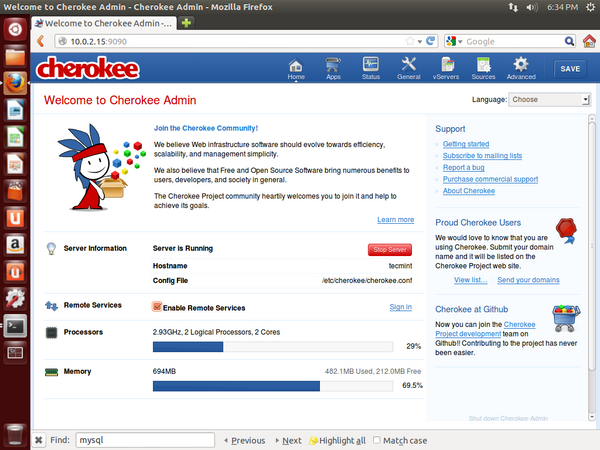 Welcome to Cherokee Admin - Cherokee Admin - Mozilla Firefox
6:34 PM
Welcome to Cherokee Admin -...
10.0.2.15:9090
Google
cherokee
Home
Apps
Status
General
vServers
Sources
Advanced
SAVE
Welcome to Cherokee Admin
Language: Choose
Join the Cherokee Community!
We believe Web infrastructure software should evolve towards efficiency,
scalability, and management simplicity.
We also believe that Free and Open Source Software bring numerous benefits to
users, developers, and society in general.
The Cherokee Project community heartily welcomes you to join it and help to
achieve its goals.
Learn more
Server Information
Server is Running
Stop Server
Hostname
tecmint
Config File
/etc/cherokee/cherokee.conf
Remote Services
Enable Remote Services
Sign in
Processors
2.93GHz, 2 Logical Processors, 2 Cores
29%
Memory
694MB
482.1MB Used, 212.0MB Free
69.5%
Support
Getting started
Subscribe to mailing lists
Report a bug
Purchase commercial support
About Cherokee
Proud Cherokee Users
We would love to know that you are
using Cherokee. Submit your domain
name and it will be listed on the
Cherokee Project web site.
View list…
Send your domains
Cherokee at Github
Now you can join the Cherokee
Project development team on
Github!! Contributing to the project has never
been easier.
Shut down Cherokee-Admin
Find: mysql
Previous
Next
Highlight all
Match case